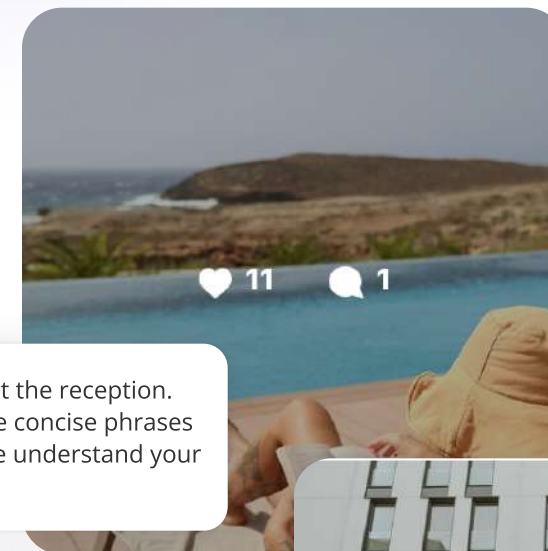 11 1
t the reception.
e concise phrases
e understand your